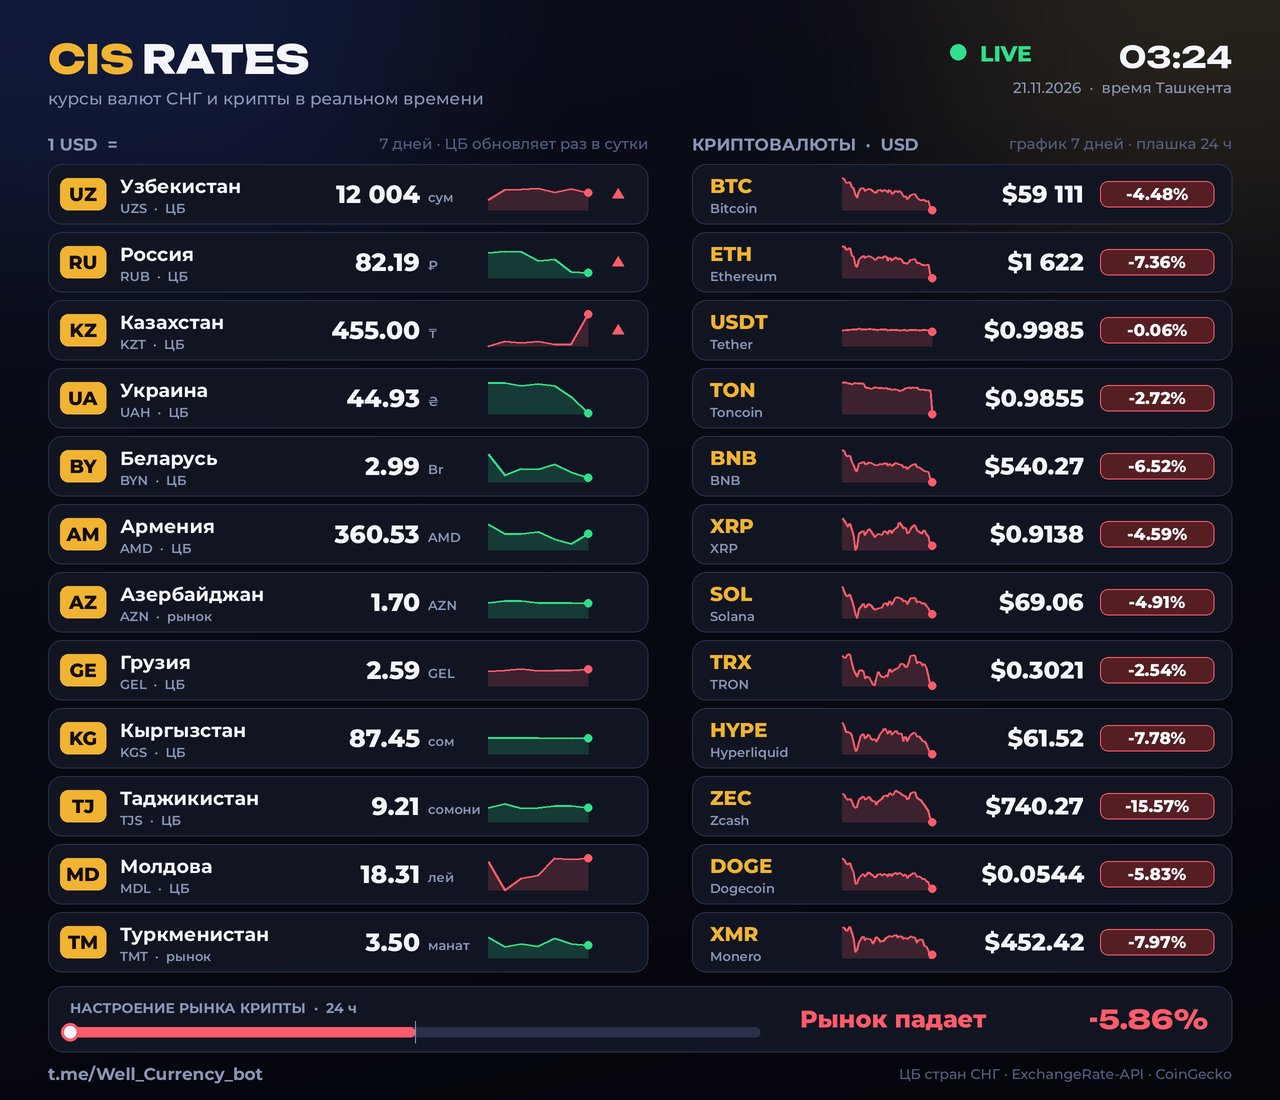 CIS RATES
курсы валют СНГ и крипты в реальном времени
LIVE
03:24
21.11.2026 · время Ташкента
1 USD =
7 дней · ЦБ обновляет раз в сутки
UZ Узбекистан 12 004 сум ▲
UZS · ЦБ
RU Россия 82.19 ₽ ▲
RUB · ЦБ
KZ Казахстан 455.00 ₸ ▲
KZT · ЦБ
UA Украина 44.93 ₴
UAH · ЦБ
BY Беларусь 2.99 Br
BYN · ЦБ
AM Армения 360.53 AMD
AMD · ЦБ
AZ Азербайджан 1.70 AZN
AZN · рынок
GE Грузия 2.59 GEL
GEL · ЦБ
KG Кыргызстан 87.45 сом
KGS · ЦБ
TJ Таджикистан 9.21 сомони
TJS · ЦБ
MD Молдова 18.31 лей
MDL · ЦБ
TM Туркменистан 3.50 манат
TMT · рынок
КРИПТОВАЛЮТЫ · USD
график 7 дней · плашка 24 ч
BTC $59 111 -4.48%
Bitcoin
ETH $1 622 -7.36%
Ethereum
USDT $0.9985 -0.06%
Tether
TON $0.9855 -2.72%
Toncoin
BNB $540.27 -6.52%
BNB
XRP $0.9138 -4.59%
XRP
SOL $69.06 -4.91%
Solana
TRX $0.3021 -2.54%
TRON
HYPE $61.52 -7.78%
Hyperliquid
ZEC $740.27 -15.57%
Zcash
DOGE $0.0544 -5.83%
Dogecoin
XMR $452.42 -7.97%
Monero
НАСТРОЕНИЕ РЫНКА КРИПТЫ · 24 ч
Рынок падает -5.86%
t.me/Well_Currency_bot
ЦБ стран СНГ · ExchangeRate-API · CoinGecko